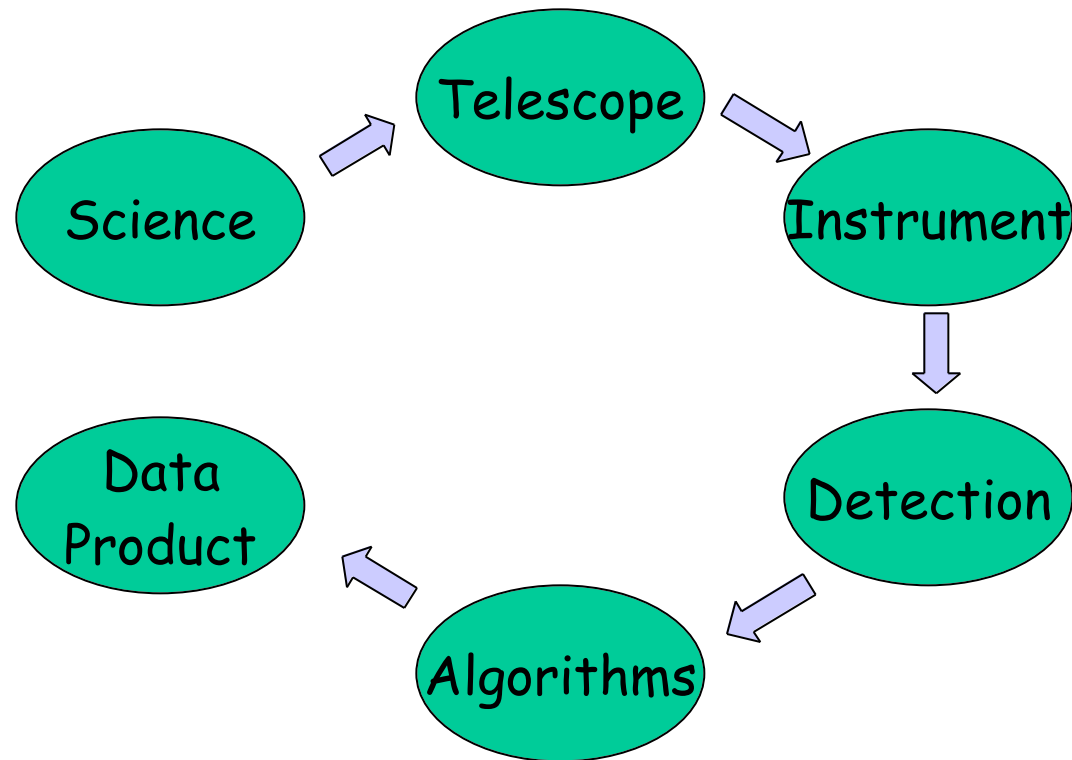 Telescope
Science
Instrument
Data
Product
Detection
Algorithms